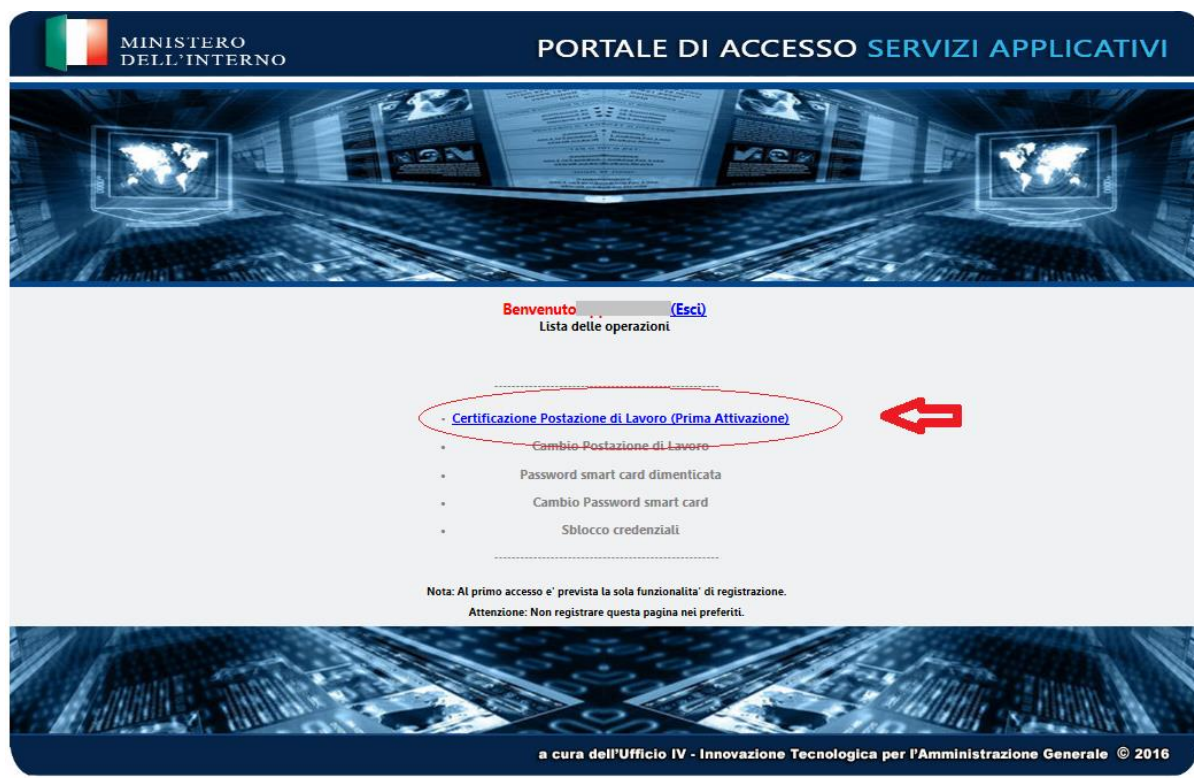 MINISTERO
DELL'INTERNO
PORTALE DI ACCESSO SERVIZI APPLICATIVI
Benvenuto (Esci)
Lista delle operazioni
----------------------------------------------------
- Certificazione Postazione di Lavoro (Prima Attivazione)
- Cambio Postazione di Lavoro
- Password smart card dimenticata
- Cambio Password smart card
- Sblocco credenziali
----------------------------------------------------
Nota: Al primo accesso e' prevista la sola funzionalita' di registrazione.
Attenzione: Non registrare questa pagina nei preferiti.
a cura dell'Ufficio IV - Innovazione Tecnologica per l'Amministrazione Generale © 2016